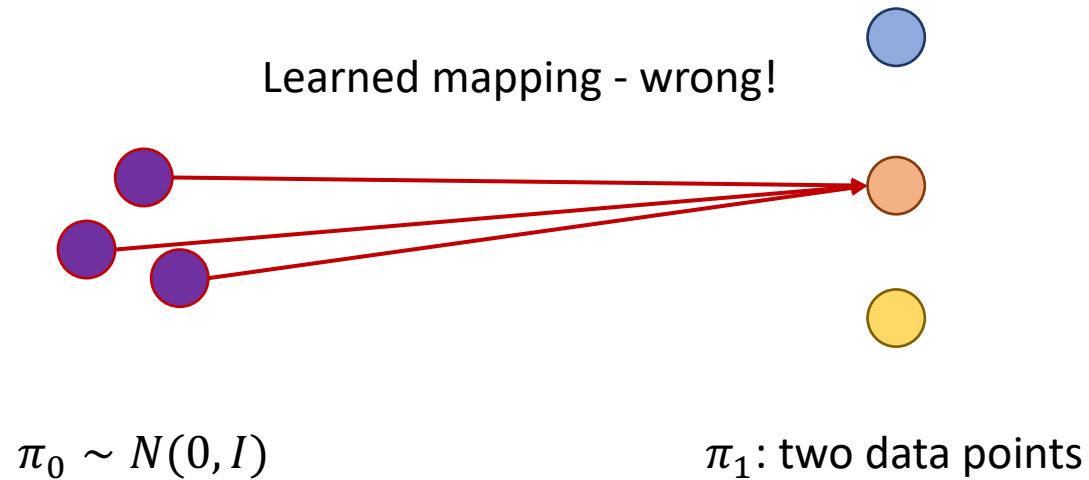 Learned mapping - wrong!
π₀ ~ N(0, I)
π₁: two data points